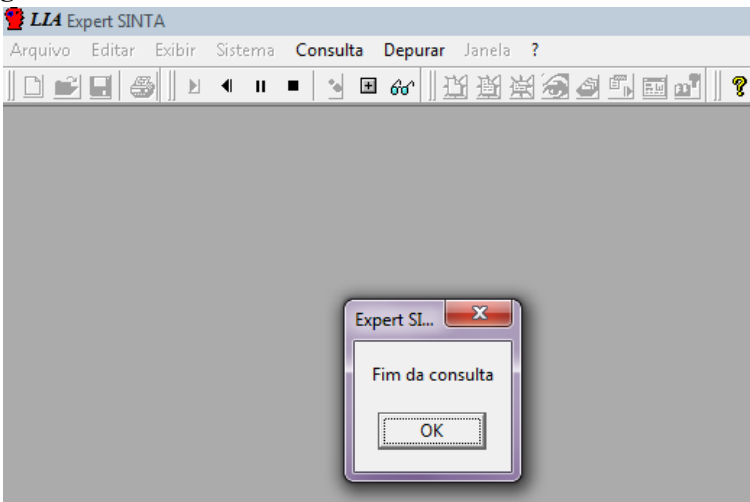 LIA Expert SINTA
Arquivo Editar Exibir Sistema Consulta Depurar Janela ?
Expert SI...
Fim da consulta
OK